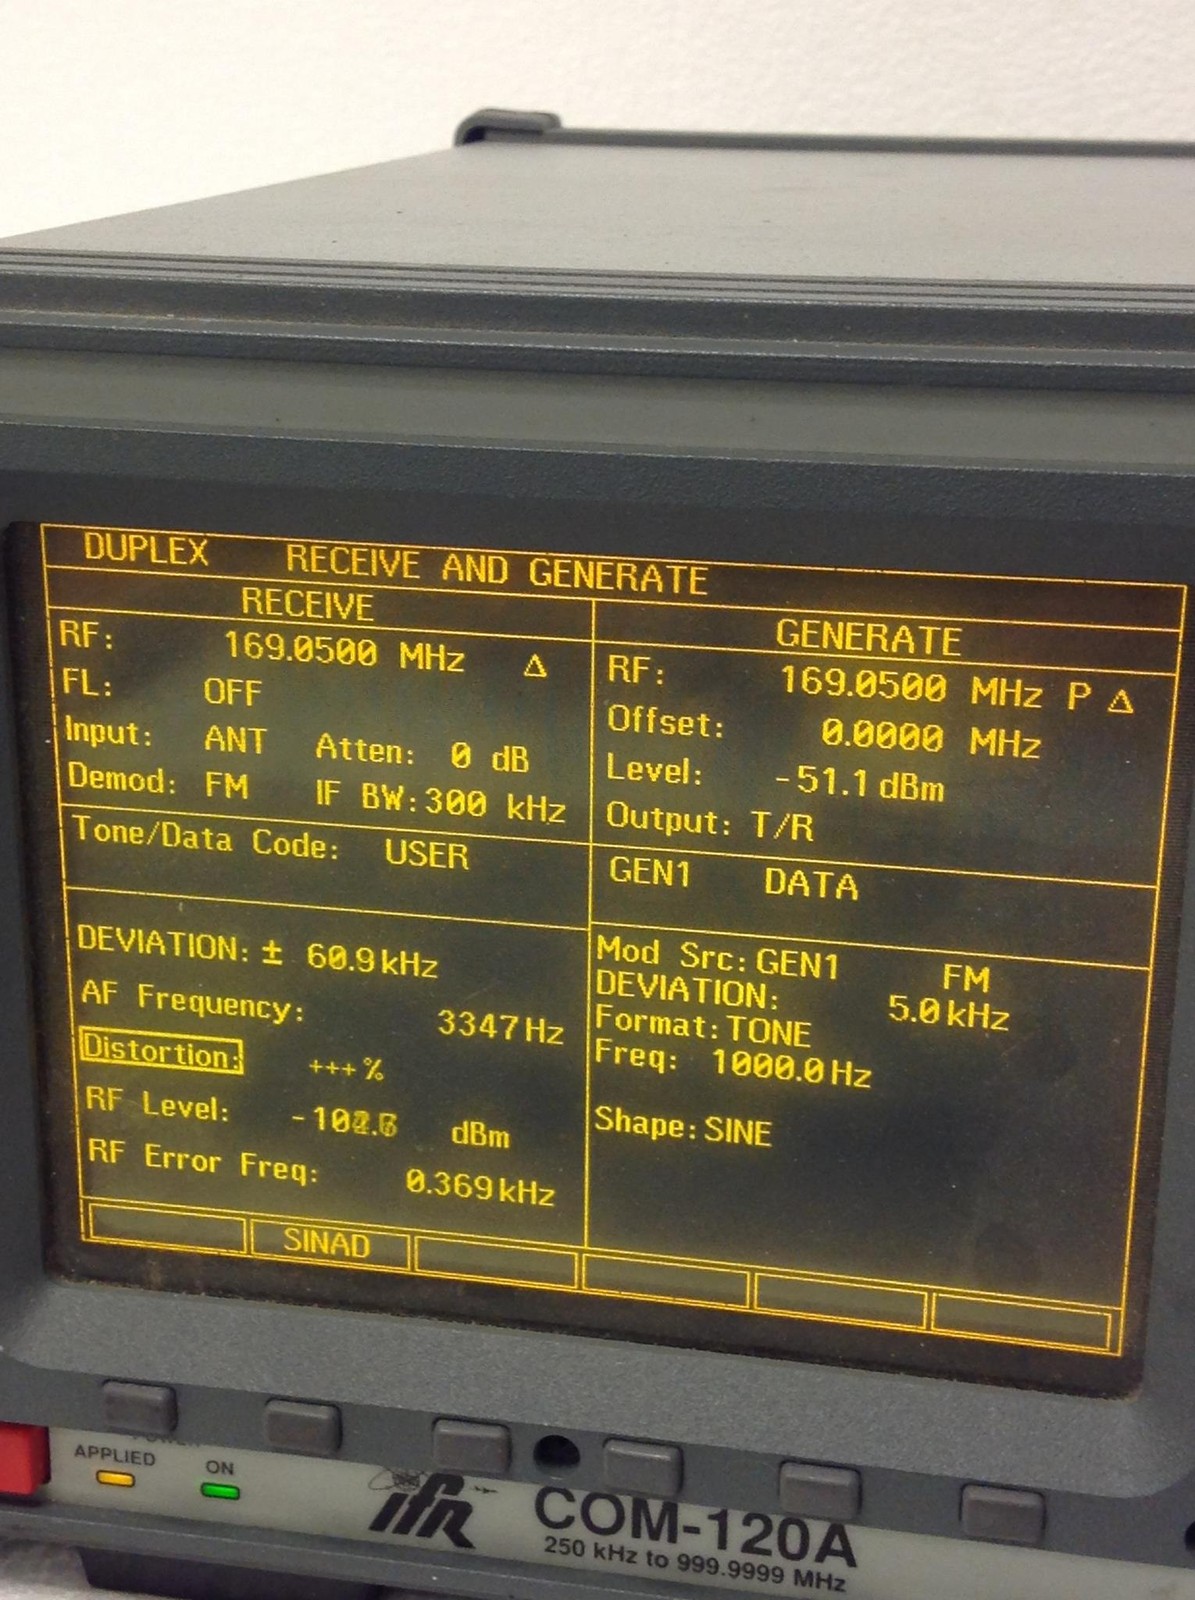 DUPLEX RECEIVE AND GENERATE
RECEIVE
RF: 169.0500 MHz Δ
FL: OFF
Input: ANT Atten: 0 dB
Demod: FM IF BW: 300 kHz
Tone/Data Code: USER
DEVIATION: ± 60.9 kHz
AF Frequency: 3347 Hz
Distortion: +++ %
RF Level: dBm
RF Error Freq: 0.369 kHz
GENERATE
RF: 169.0500 MHz P Δ
Offset: 0.0000 MHz
Level: -51.1 dBm
Output: T/R
GEN1 DATA
Mod Src: GEN1 FM
DEVIATION: 5.0 kHz
Format: TONE
Freq: 1000.0 Hz
Shape: SINE
SINAD
POWER
APPLIED
ON
ifr
COM-120A
250 kHz to 999.9999 MHz